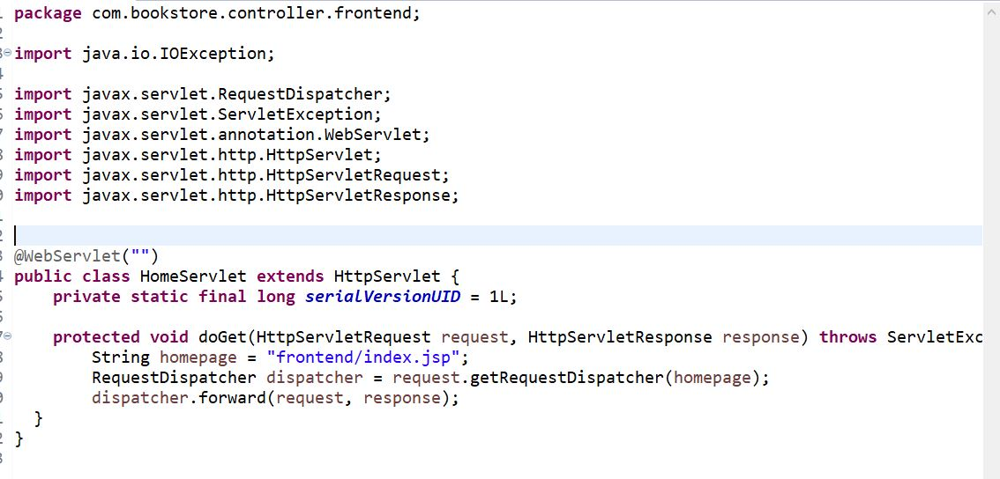 package com.bookstore.controller.frontend;
import java.io.IOException;
import javax.servlet.RequestDispatcher;
import javax.servlet.ServletException;
import javax.servlet.annotation.WebServlet;
import javax.servlet.http.HttpServlet;
import javax.servlet.http.HttpServletRequest;
import javax.servlet.http.HttpServletResponse;
@WebServlet("")
public class HomeServlet extends HttpServlet {
private static final long serialVersionUID = 1L;
protected void doGet(HttpServletRequest request, HttpServletResponse response) throws ServletExc
String homepage = "frontend/index.jsp";
RequestDispatcher dispatcher = request.getRequestDispatcher(homepage);
dispatcher.forward(request, response);
}
}